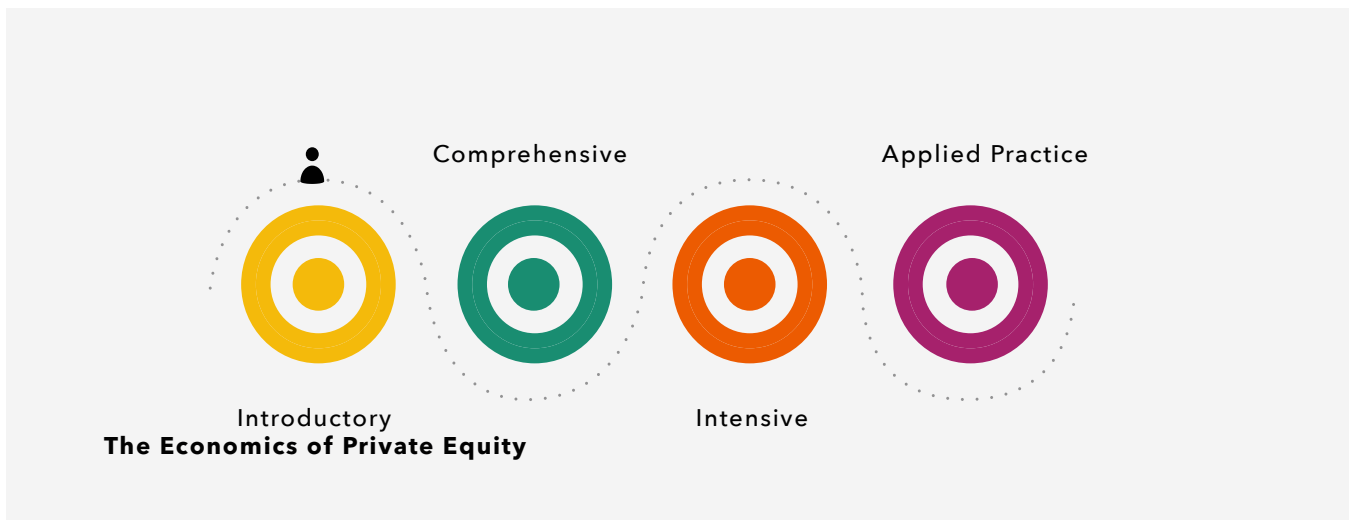 Comprehensive
Applied Practice
Introductory
The Economics of Private Equity
Intensive